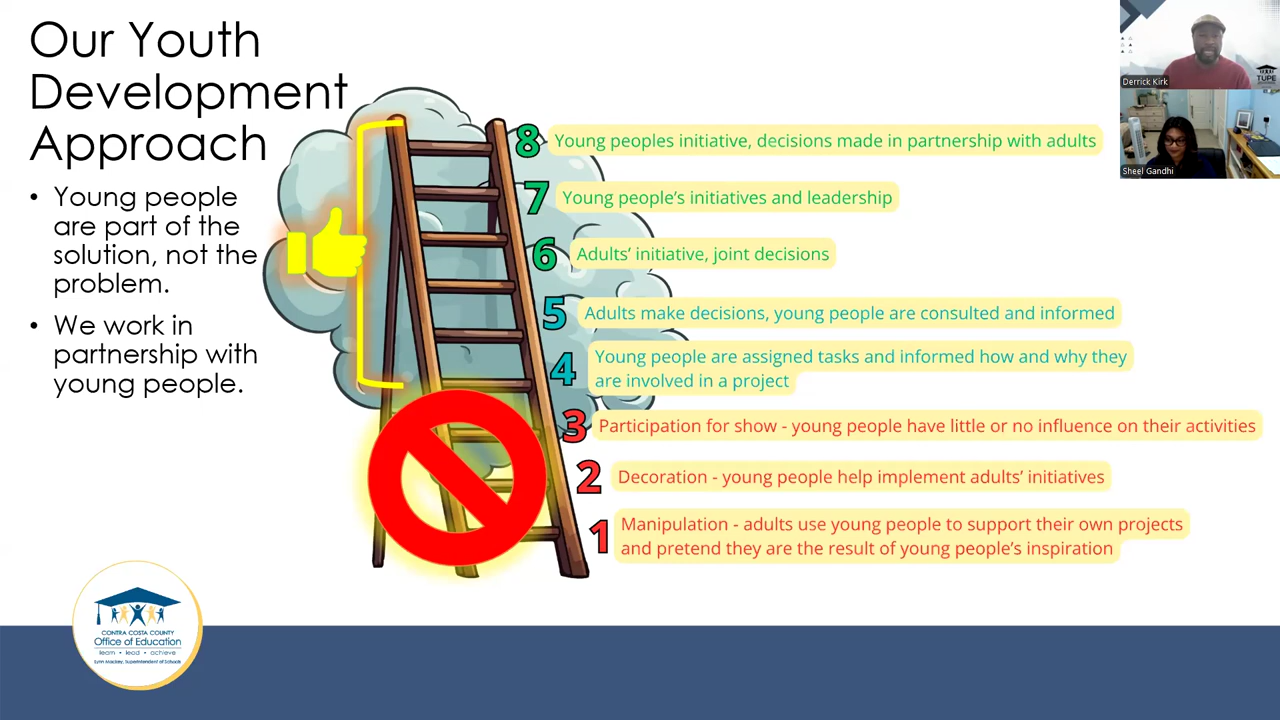 Our Youth
Development
Approach
• Young people
are part of the
solution, not the
problem.
• We work in
partnership with
young people.
8 Young peoples initiative, decisions made in partnership with adults
7 Young people's initiatives and leadership
6 Adults' initiative, joint decisions
5 Adults make decisions, young people are consulted and informed
4 Young people are assigned tasks and informed how and why they
are involved in a project
3 Participation for show - young people have little or no influence on their activities
2 Decoration - young people help implement adults' initiatives
1 Manipulation - adults use young people to support their own projects
and pretend they are the result of young people's inspiration
CONTRA COSTA COUNTY
Office of Education
learn • lead • achieve
Lynn Mackey, Superintendent of Schools
TUPE
Derrick Kirk
Sheel Gandhi